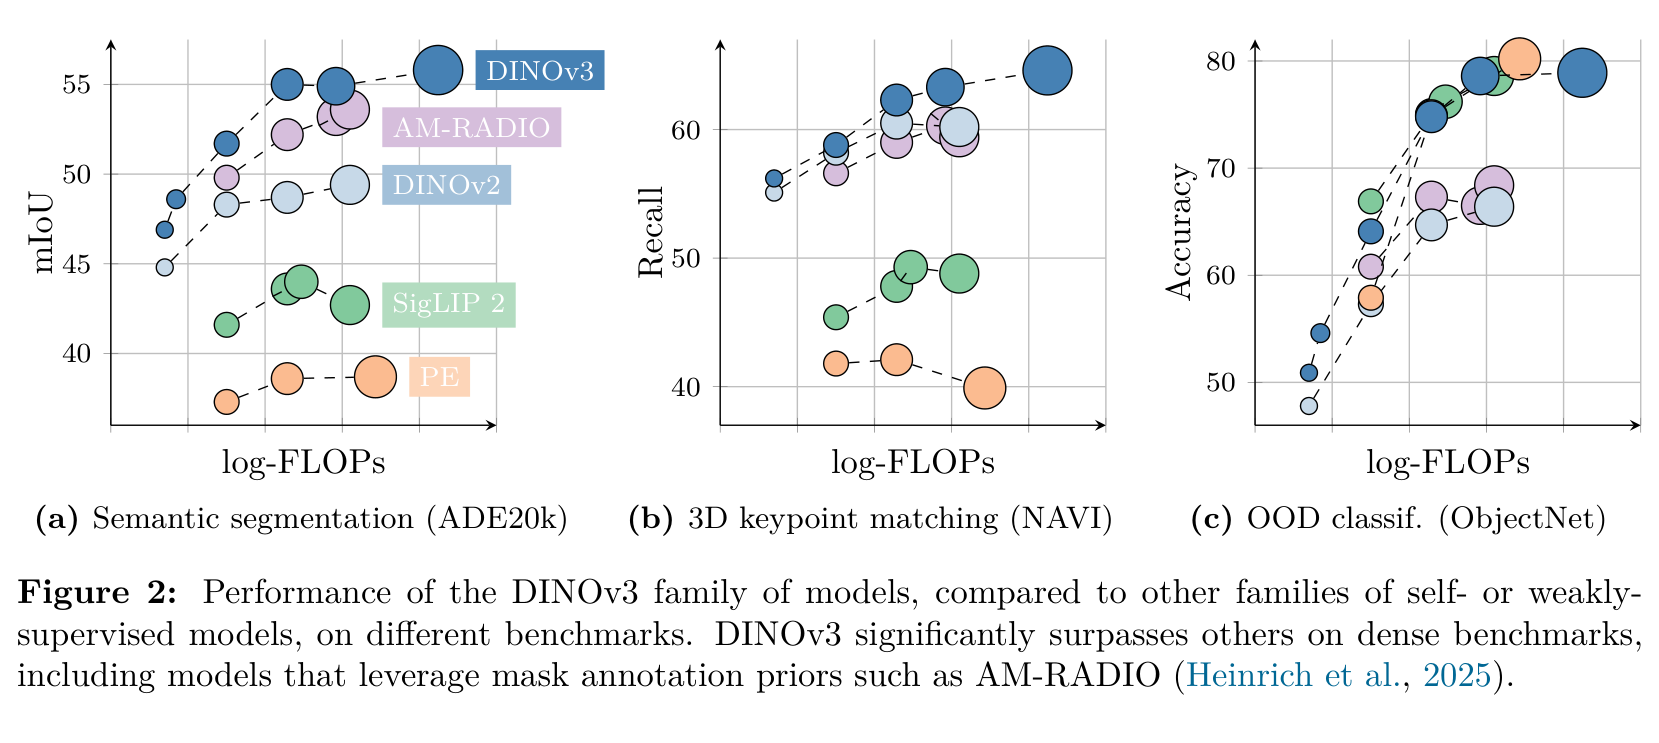 55
50
45
40
mIoU
DINOv3
AM-RADIO
DINOv2
SigLIP 2
PE
log-FLOPs
(a) Semantic segmentation (ADE20k)
60
50
40
Recall
log-FLOPs
(b) 3D keypoint matching (NAVI)
80
70
60
50
Accuracy
log-FLOPs
(c) OOD classif. (ObjectNet)
Figure 2: Performance of the DINOv3 family of models, compared to other families of self- or weakly-
supervised models, on different benchmarks. DINOv3 significantly surpasses others on dense benchmarks,
including models that leverage mask annotation priors such as AM-RADIO (Heinrich et al., 2025).